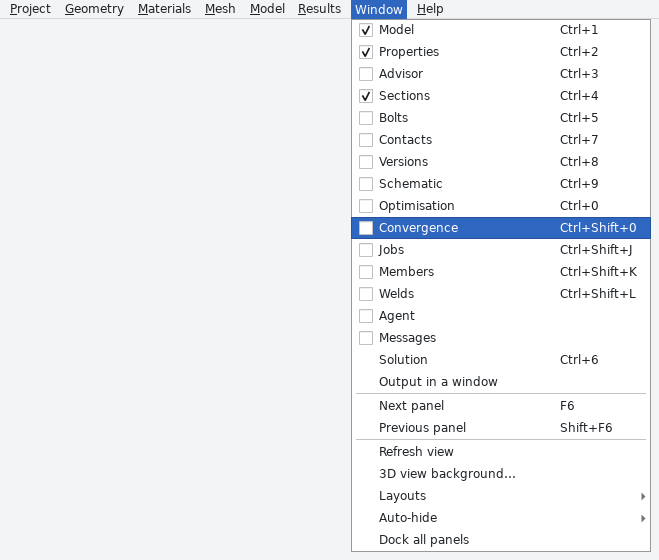 Project Geometry Materials Mesh Model Results Window Help
Model Ctrl+1
Properties Ctrl+2
Advisor Ctrl+3
Sections Ctrl+4
Bolts Ctrl+5
Contacts Ctrl+7
Versions Ctrl+8
Schematic Ctrl+9
Optimisation Ctrl+0
Convergence Ctrl+Shift+0
Jobs Ctrl+Shift+J
Members Ctrl+Shift+K
Welds Ctrl+Shift+L
Agent
Messages
Solution Ctrl+6
Output in a window
Next panel F6
Previous panel Shift+F6
Refresh view
3D view background...
Layouts
Auto-hide
Dock all panels